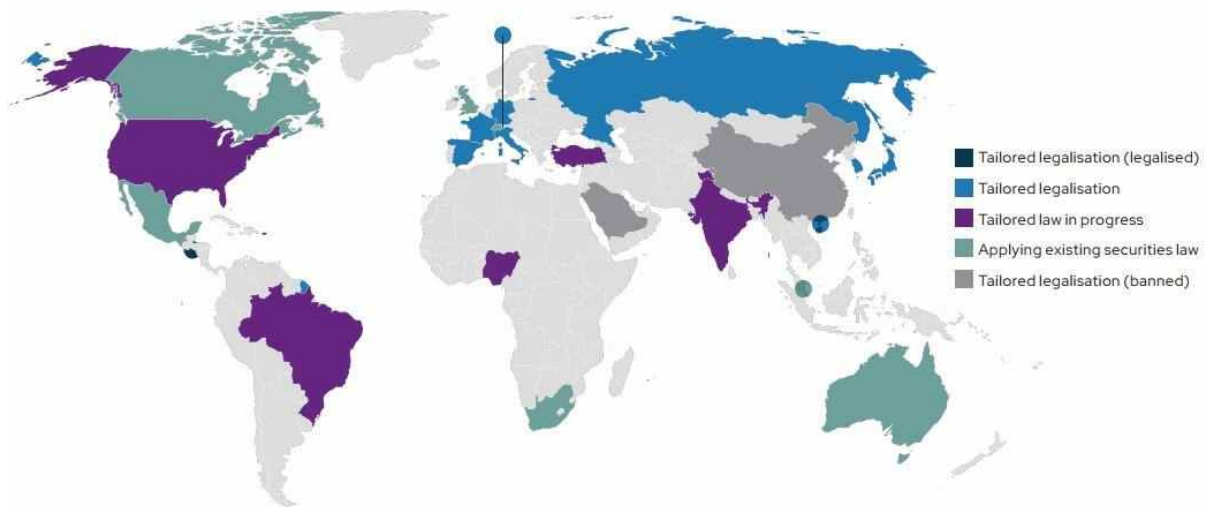 Tailored legalisation (legalised)
Tailored legalisation
Tailored law in progress
Applying existing securities law
Tailored legalisation (banned)